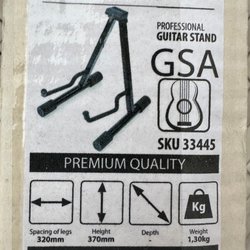 PROFESSIONAL
GUITAR STAND
GSA
SKU 33445
PREMIUM QUALITY
Kg
Spacing of legs
320mm
Height
370mm
Depth
Weight
1,30kg